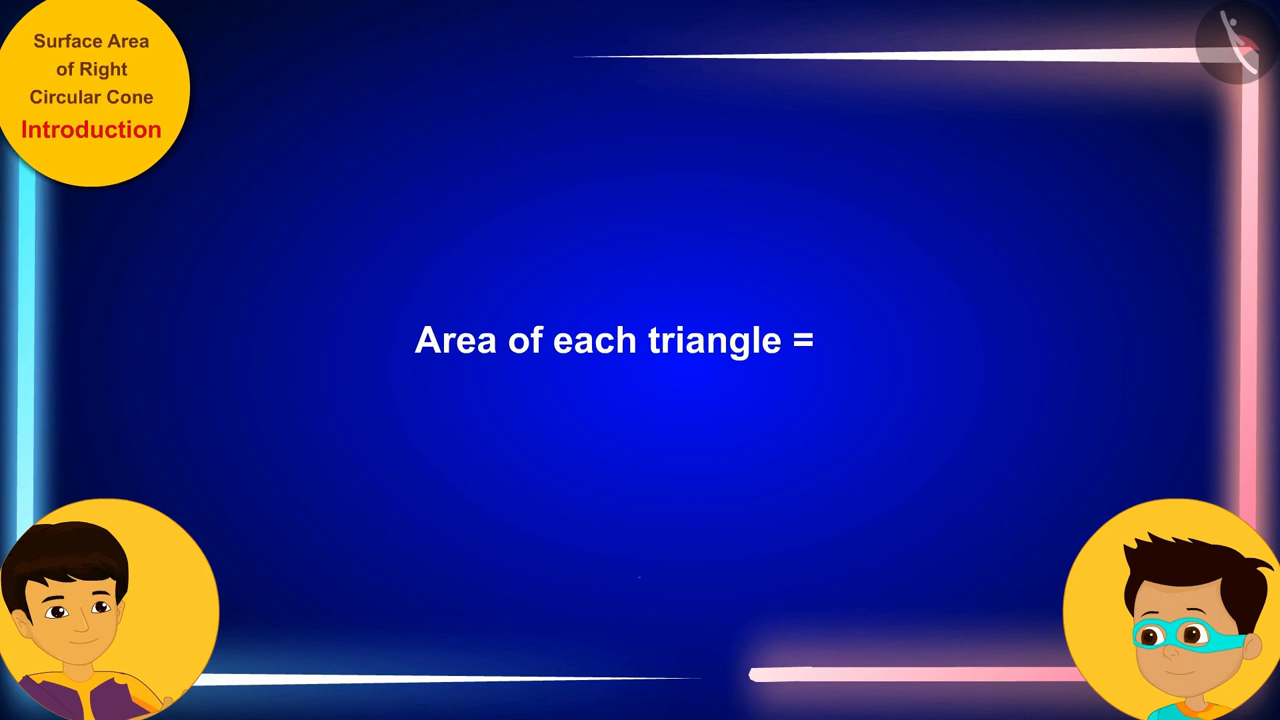 Surface Area
of Right
Circular Cone
Introduction
Area of each triangle =